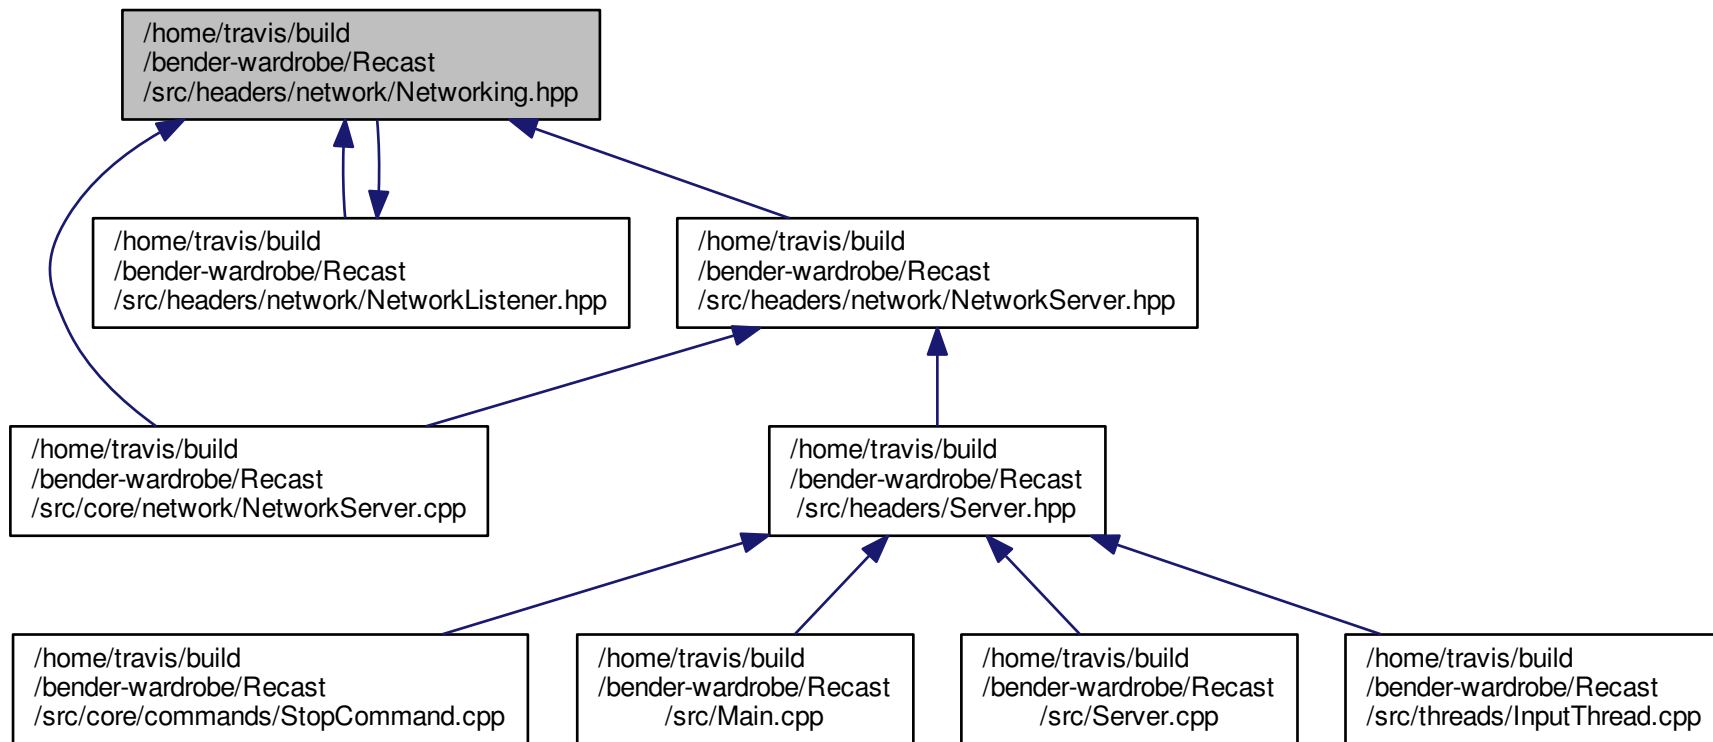 /home/travis/build
/bender-wardrobe/Recast
/src/headers/network/Networking.hpp
/home/travis/build
/bender-wardrobe/Recast
/src/headers/network/NetworkListener.hpp
/home/travis/build
/bender-wardrobe/Recast
/src/headers/network/NetworkServer.hpp
/home/travis/build
/bender-wardrobe/Recast
/src/core/network/NetworkServer.cpp
/home/travis/build
/bender-wardrobe/Recast
/src/headers/Server.hpp
/home/travis/build
/bender-wardrobe/Recast
/src/core/commands/StopCommand.cpp
/home/travis/build
/bender-wardrobe/Recast
/src/Main.cpp
/home/travis/build
/bender-wardrobe/Recast
/src/Server.cpp
/home/travis/build
/bender-wardrobe/Recast
/src/threads/InputThread.cpp